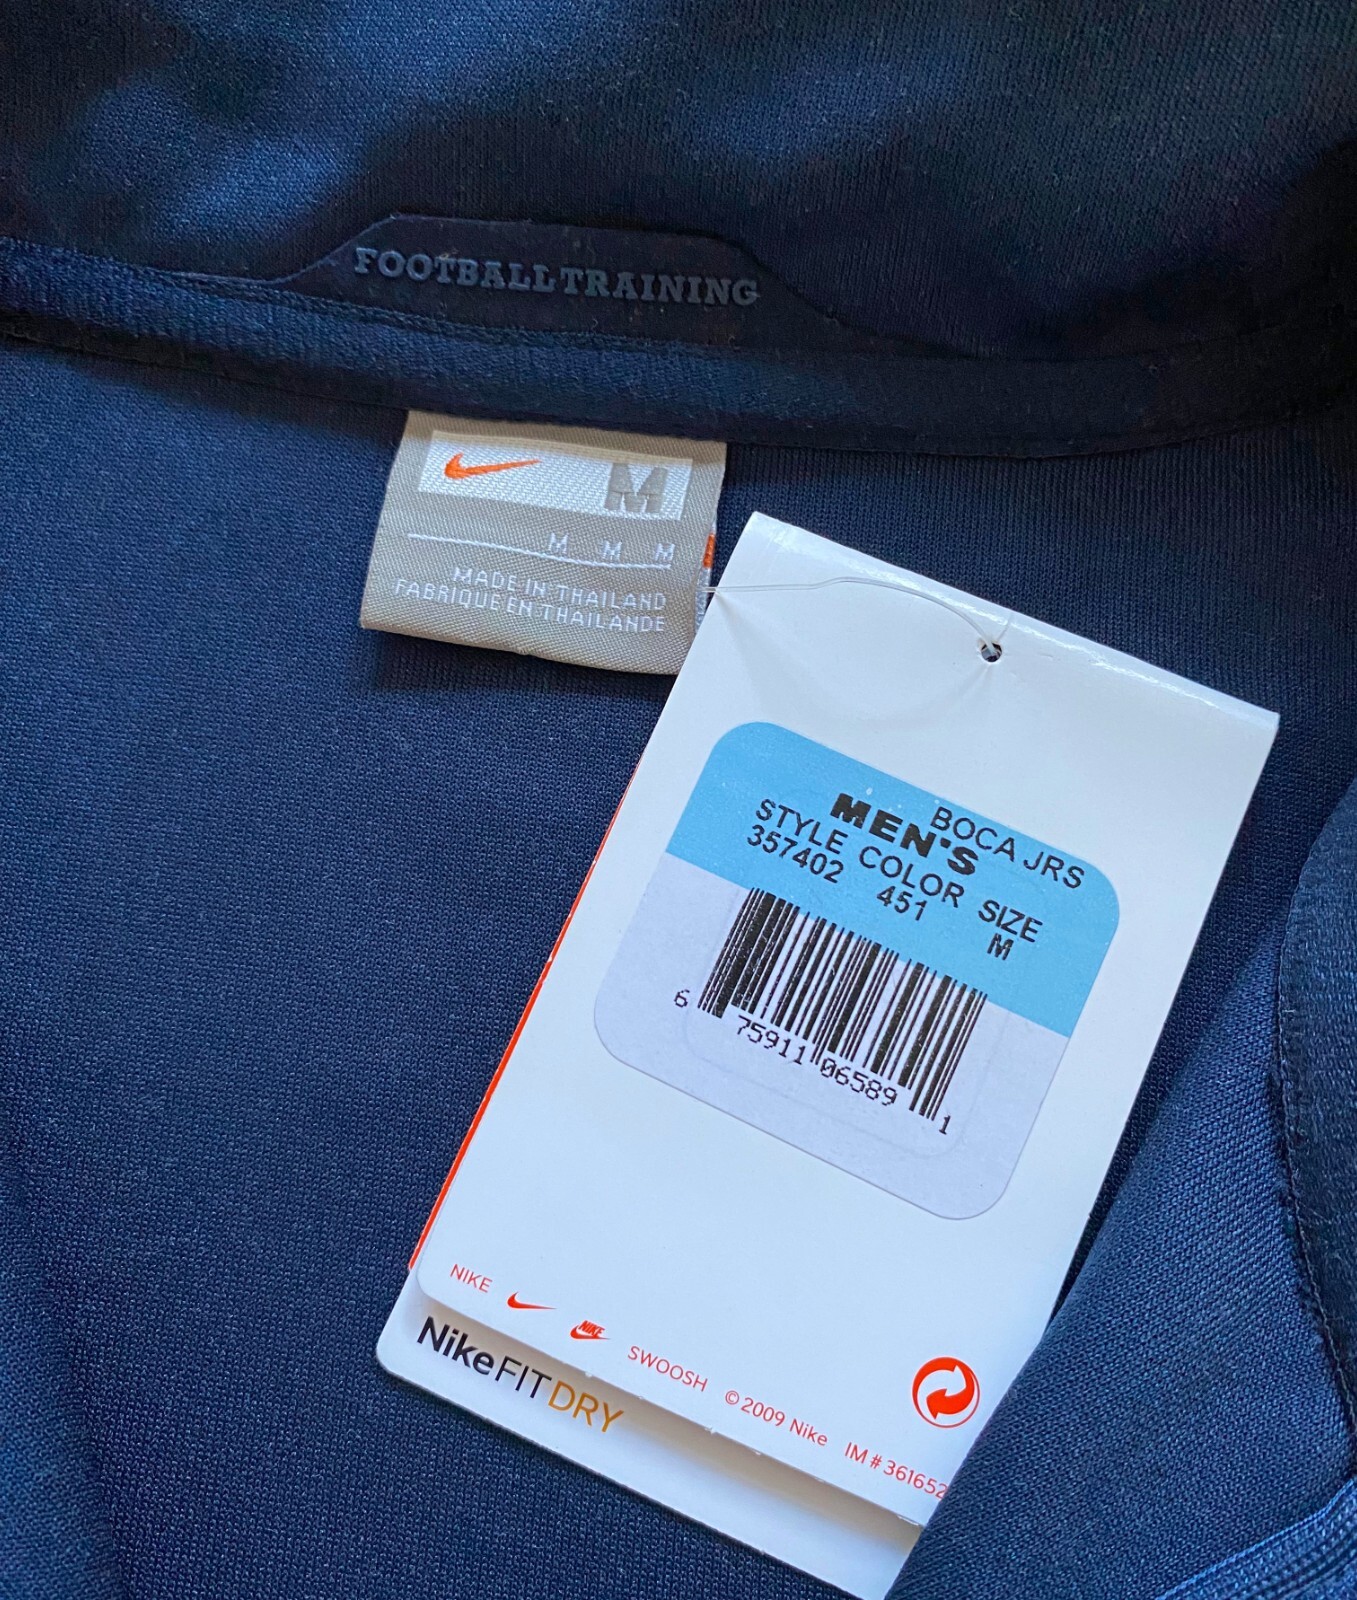 FOOTBALL TRAINING
M
M M M
MADE IN THAILAND
FABRIQUE EN THAILANDE
BOCA JRS
MEN'S
STYLE COLOR SIZE
357402 451 M
6 75911 06589 1
NIKE NIKE SWOOSH © 2009 Nike IM # 361652
NikeFITDRY